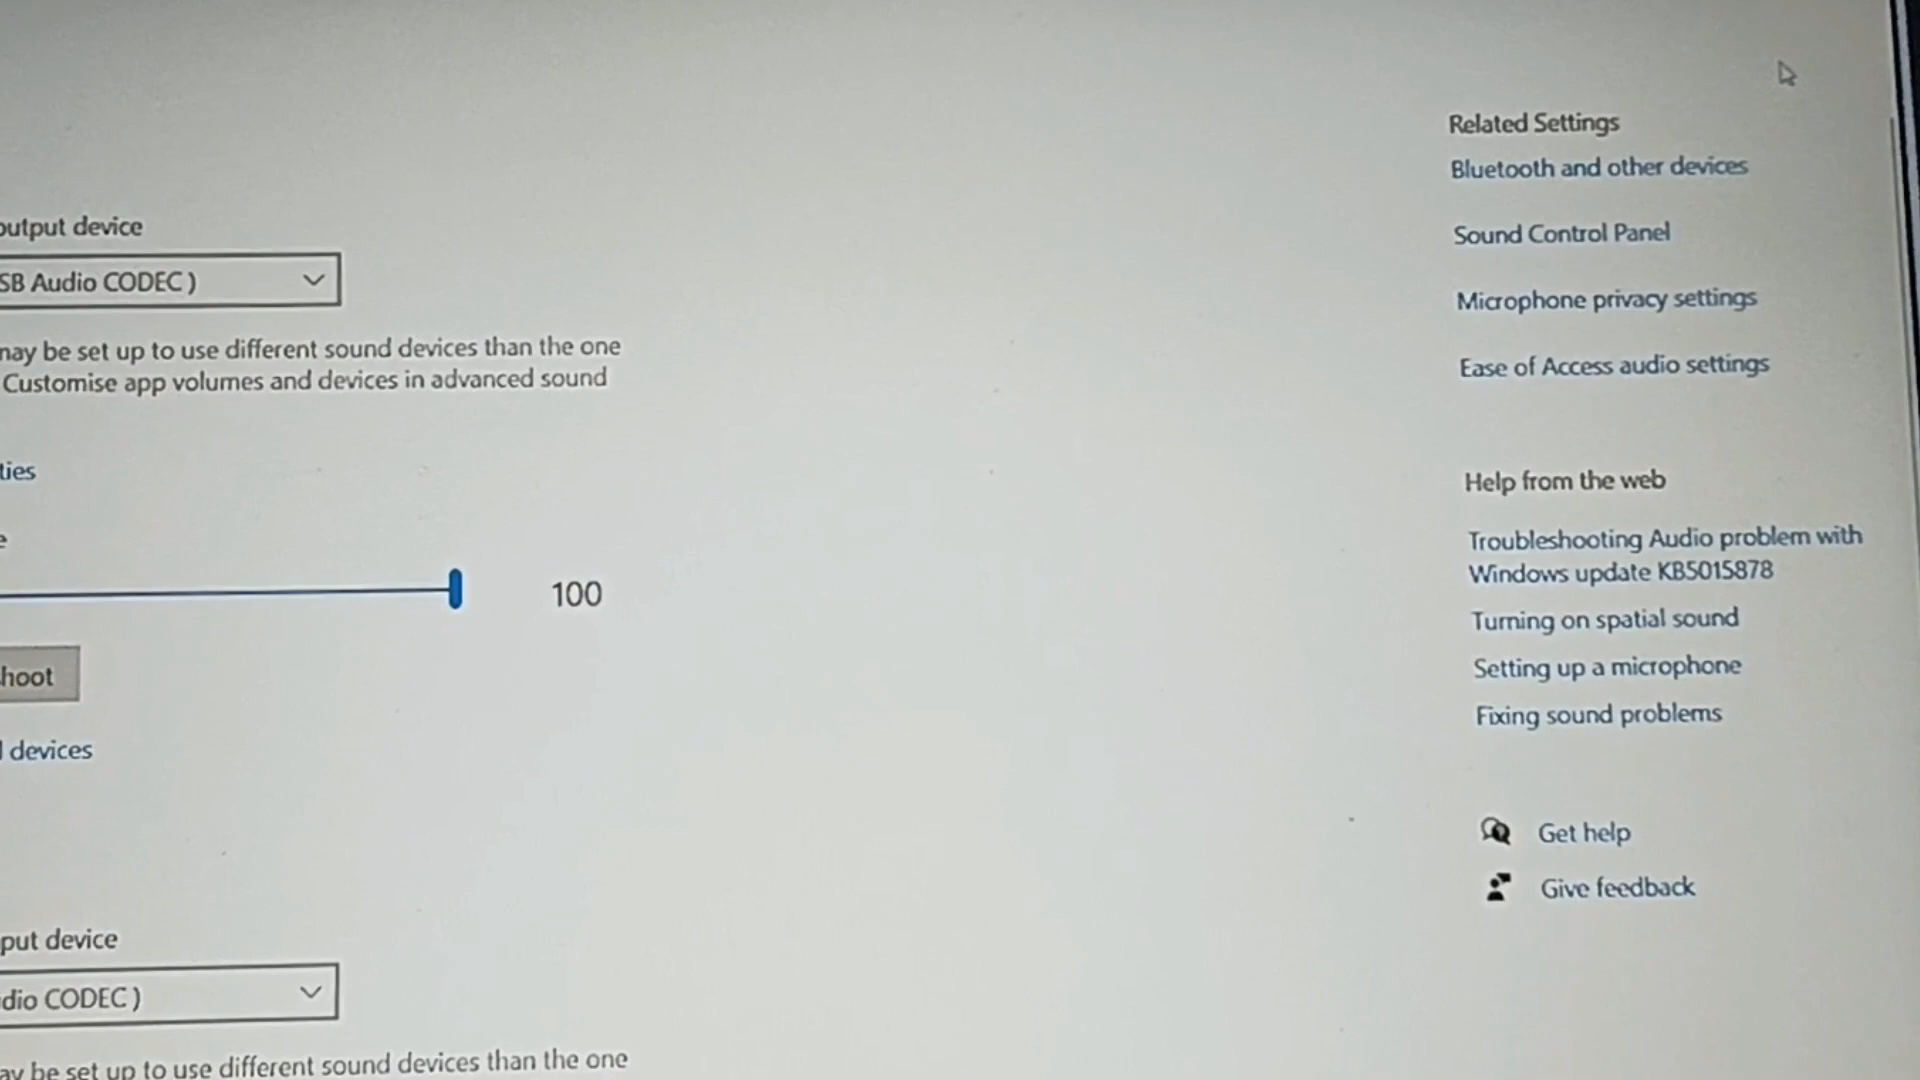 output device
SB Audio CODEC )
may be set up to use different sound devices than the one
Customise app volumes and devices in advanced sound
ties
e
100
hoot
devices
put device
dio CODEC )
ay be set up to use different sound devices than the one
Related Settings
Bluetooth and other devices
Sound Control Panel
Microphone privacy settings
Ease of Access audio settings
Help from the web
Troubleshooting Audio problem with
Windows update KB5015878
Turning on spatial sound
Setting up a microphone
Fixing sound problems
Get help
Give feedback